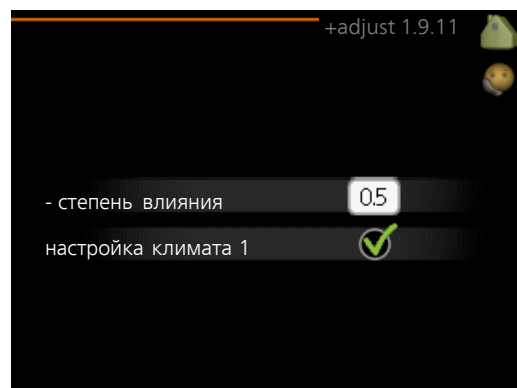 +adjust 1.9.11
- степень влияния 0.5
настройка климата 1